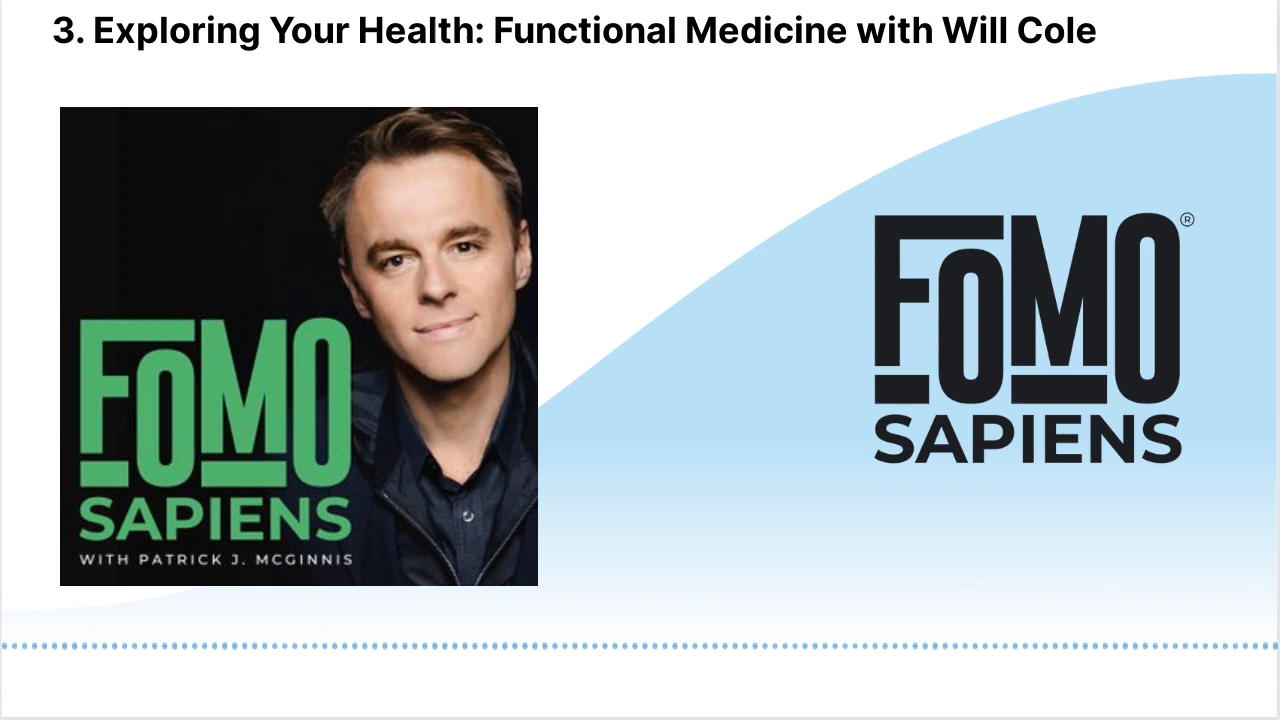 3. Exploring Your Health: Functional Medicine with Will Cole
FOMO
SAPIENS
WITH PATRICK J. MCGINNIS
FOMO®
SAPIENS